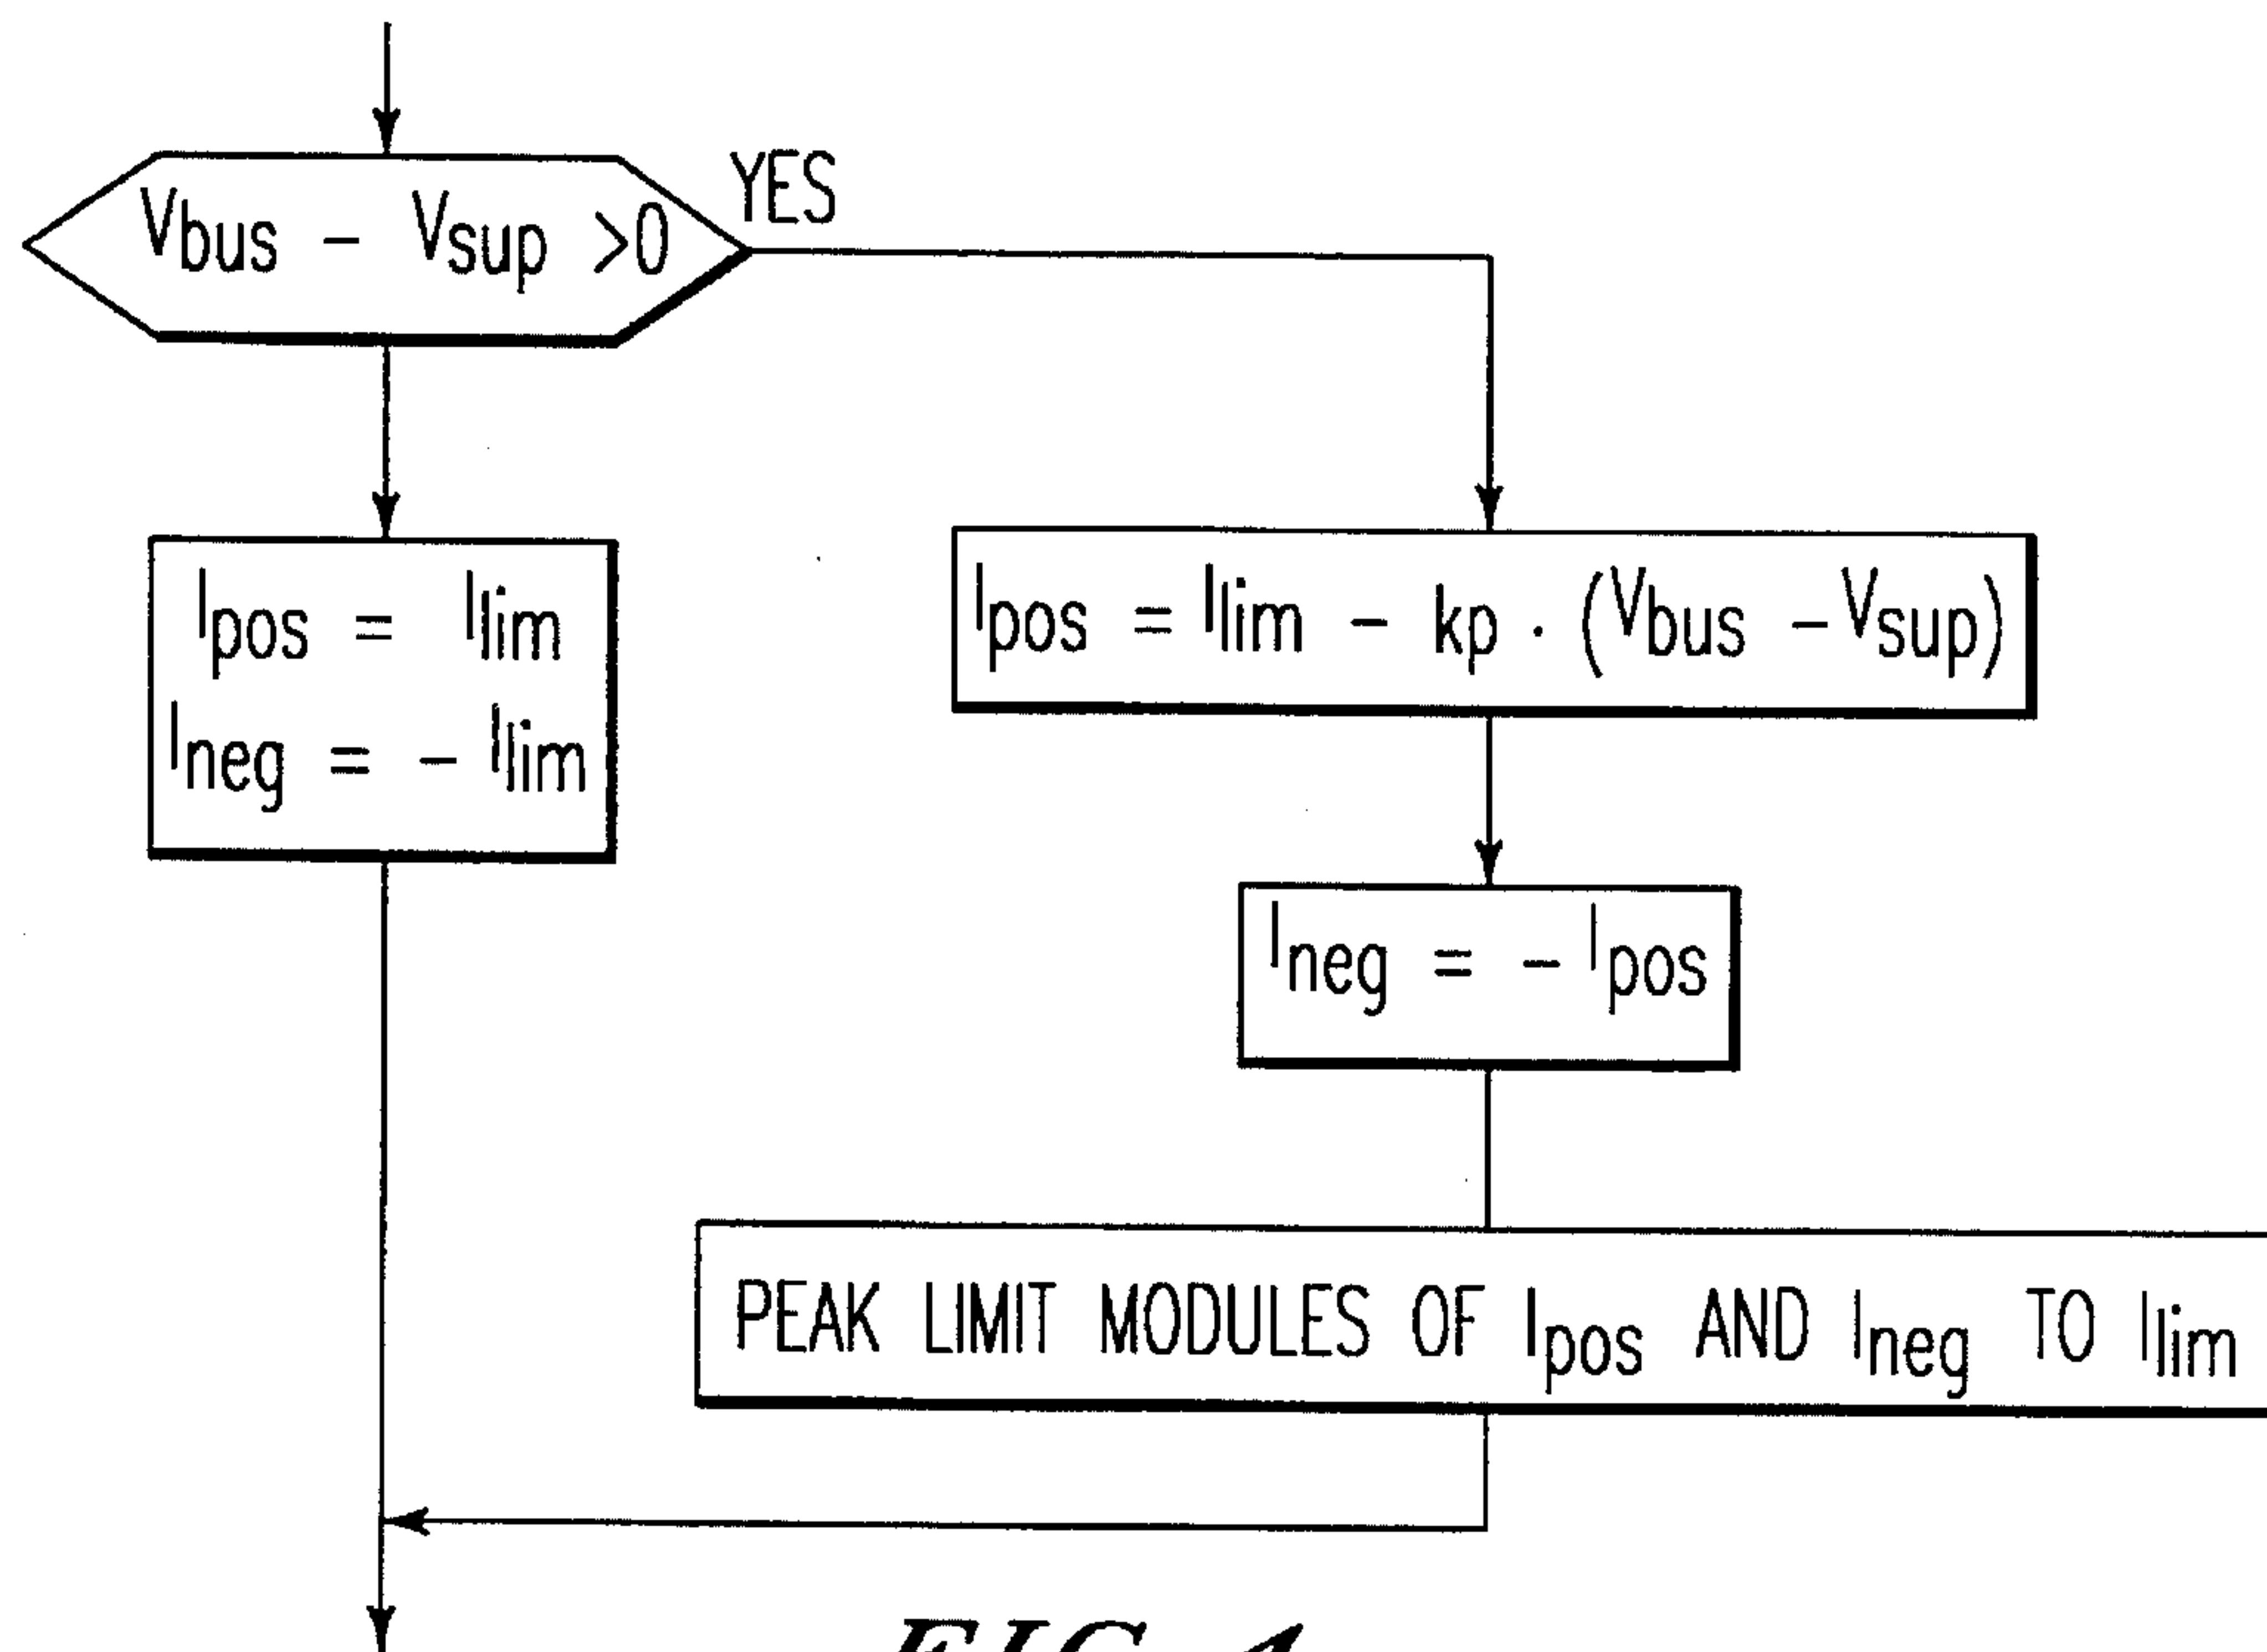 Vbus - Vsup >0
YES
Ipos = Ilim
Ineg = - Ilim
Ipos = Ilim - kp · (Vbus - Vsup)
Ineg = - Ipos
PEAK LIMIT MODULES OF Ipos AND Ineg TO Ilim